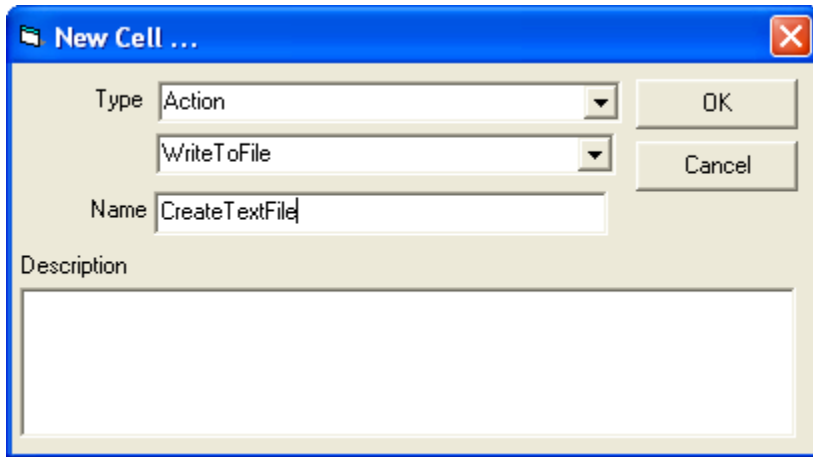 New Cell ...
Type Action OK
WriteToFile Cancel
Name CreateTextFile
Description